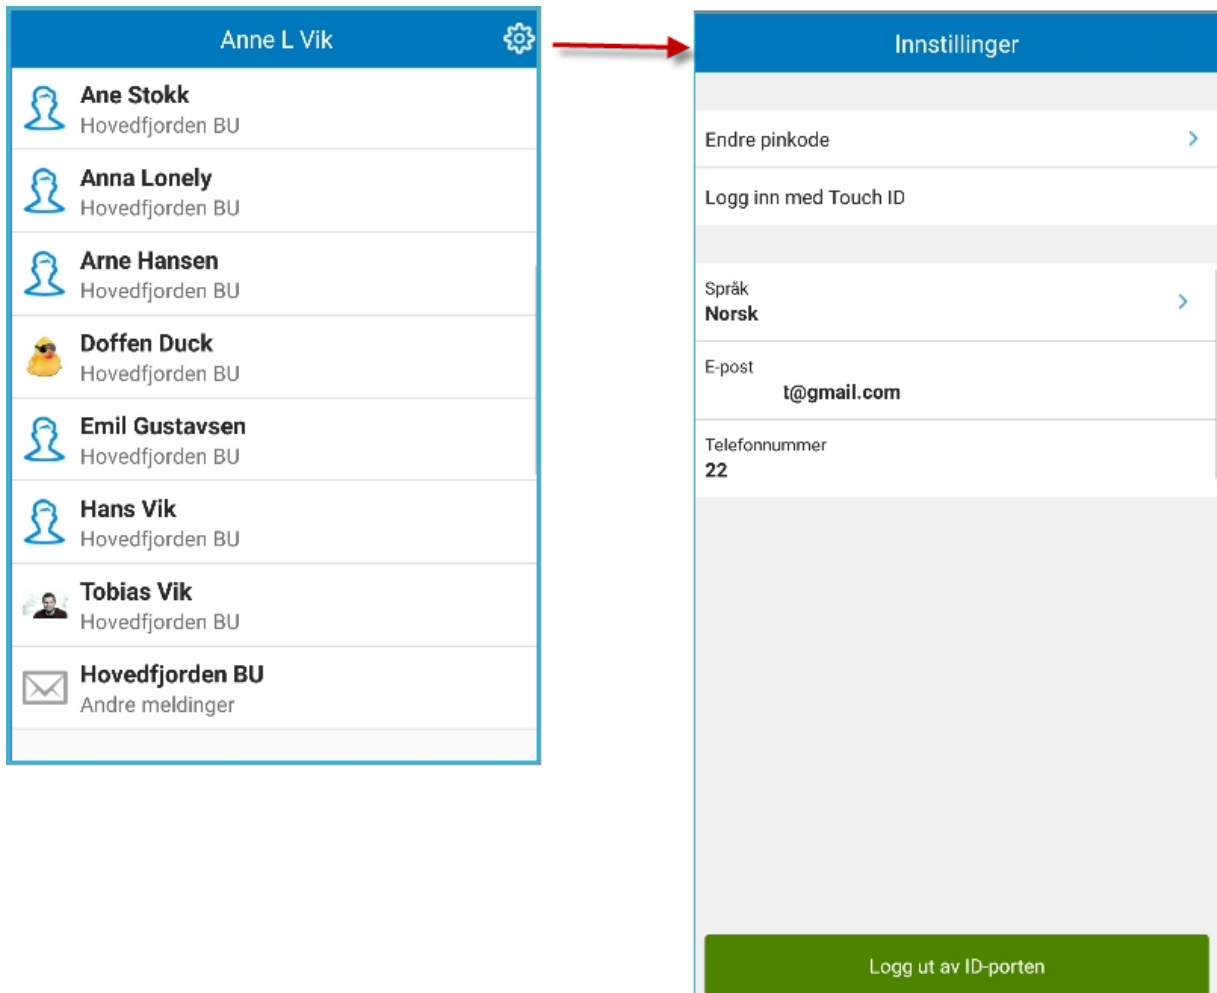 Anne L Vik
Ane Stokk
Hovedfjorden BU
Anna Lonely
Hovedfjorden BU
Arne Hansen
Hovedfjorden BU
Doffen Duck
Hovedfjorden BU
Emil Gustavsen
Hovedfjorden BU
Hans Vik
Hovedfjorden BU
Tobias Vik
Hovedfjorden BU
Hovedfjorden BU
Andre meldinger
Innstillinger
Endre pinkode
Logg inn med Touch ID
Språk
Norsk
E-post
t@gmail.com
Telefonnummer
22
Logg ut av ID-porten